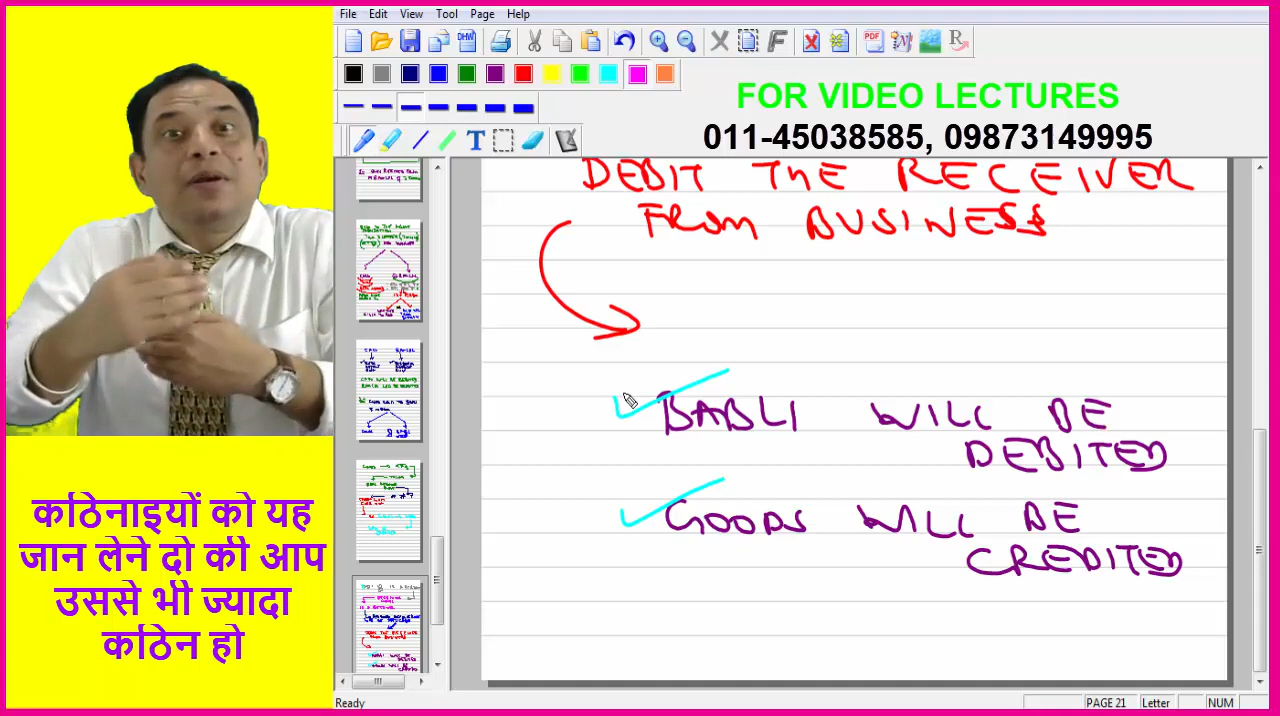 File Edit View Tool Page Help
FOR VIDEO LECTURES
011-45038585, 09873149995
DEBIT THE RECEIVER
FROM BUSINESS
BABLI WILL BE
DEBITED
GOODS WILL BE
CREDITED
कठिनाइयों को यह
जान लेने दो की आप
उससे भी ज्यादा
कठिन हो
Ready PAGE 21 Letter NUM